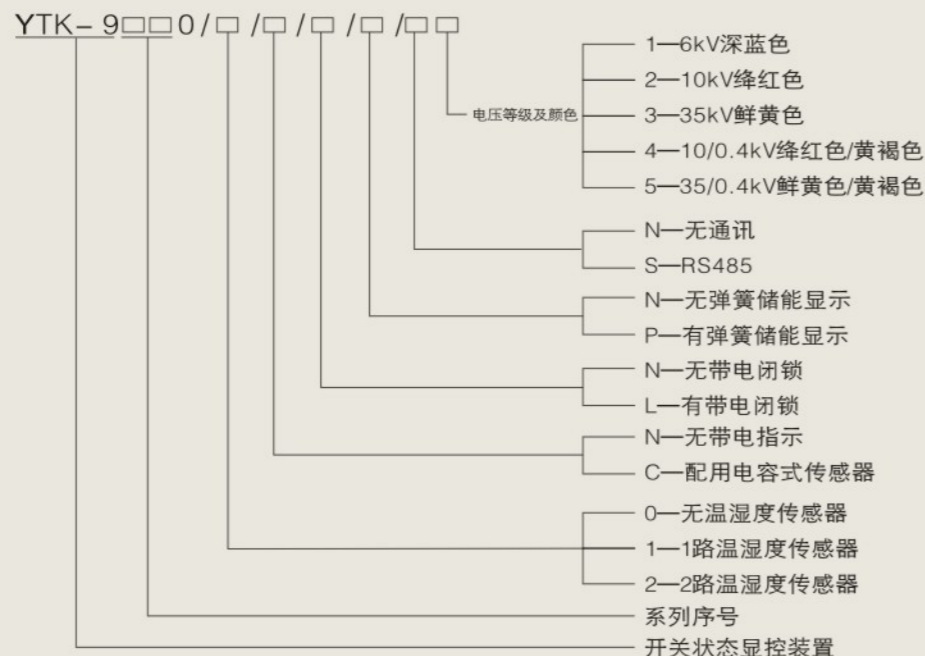 YTK-9□□0/□/□/□/□/□□
1—6kV深蓝色
2—10kV绛红色
电压等级及颜色
3—35kV鲜黄色
4—10/0.4kV绛红色/黄褐色
5—35/0.4kV鲜黄色/黄褐色
N—无通讯
S—RS485
N—无弹簧储能显示
P—有弹簧储能显示
N—无带电闭锁
L—有带电闭锁
N—无带电指示
C—配用电容式传感器
0—无温湿度传感器
1—1路温湿度传感器
2—2路温湿度传感器
系列序号
开关状态显控装置